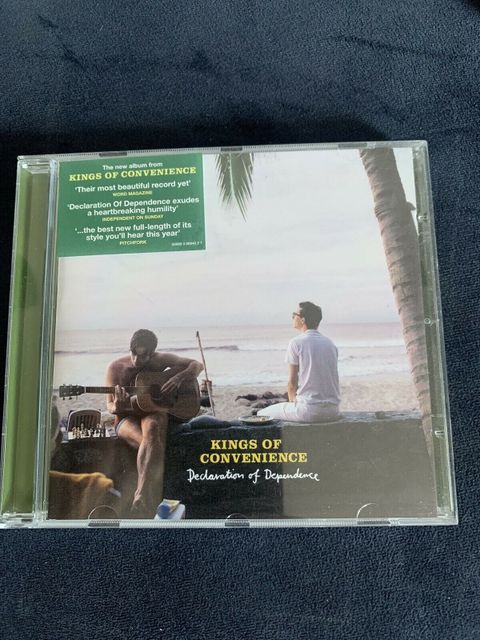 The new album from
KINGS OF CONVENIENCE
'Their most beautiful record yet'
WORD MAGAZINE
'Declaration Of Dependence exudes
a heartbreaking humility'
INDEPENDENT ON SUNDAY
'...the best new full-length of its
style you'll hear this year'
PITCHFORK
KINGS OF
CONVENIENCE
Declaration of Dependence